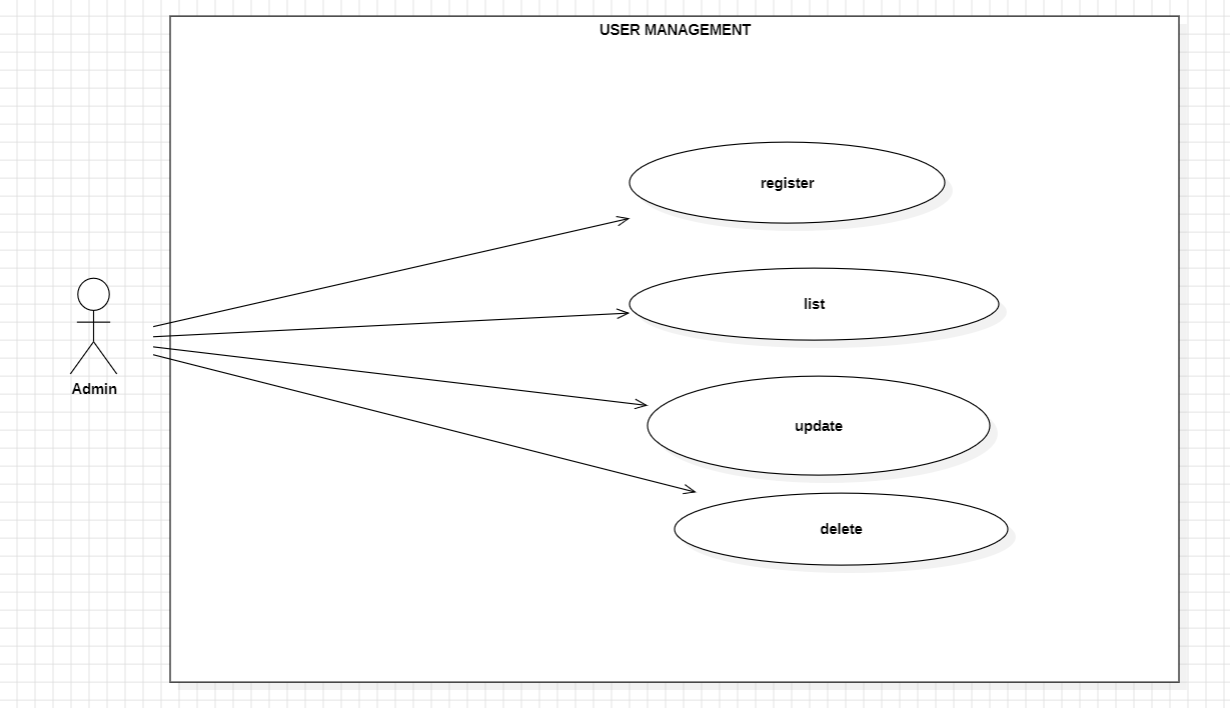 USER MANAGEMENT
register
list
Admin
update
delete